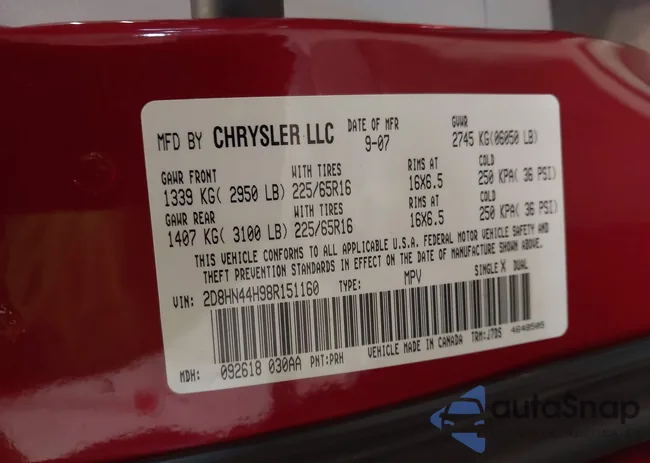 MFD BY CHRYSLER LLC DATE OF MFR GVWR
9-07 2745 KG(06050 LB)
GAWR FRONT WITH TIRES RIMS AT COLD
1339 KG( 2950 LB) 225/65R16 16X6.5 250 KPA( 36 PSI)
GAWR REAR WITH TIRES RIMS AT COLD
1407 KG( 3100 LB) 225/65R16 16X6.5 250 KPA( 36 PSI)
THIS VEHICLE CONFORMS TO ALL APPLICABLE U.S.A. FEDERAL MOTOR VEHICLE SAFETY AND
THEFT PREVENTION STANDARDS IN EFFECT ON THE DATE OF MANUFACTURE SHOWN ABOVE.
VIN: 2D8HN44H98R151160 TYPE: MPV SINGLE X DUAL
MDH: 092618 030AA PNT:PRH VEHICLE MADE IN CANADA TRM:J7D5 4648505
autoSnap